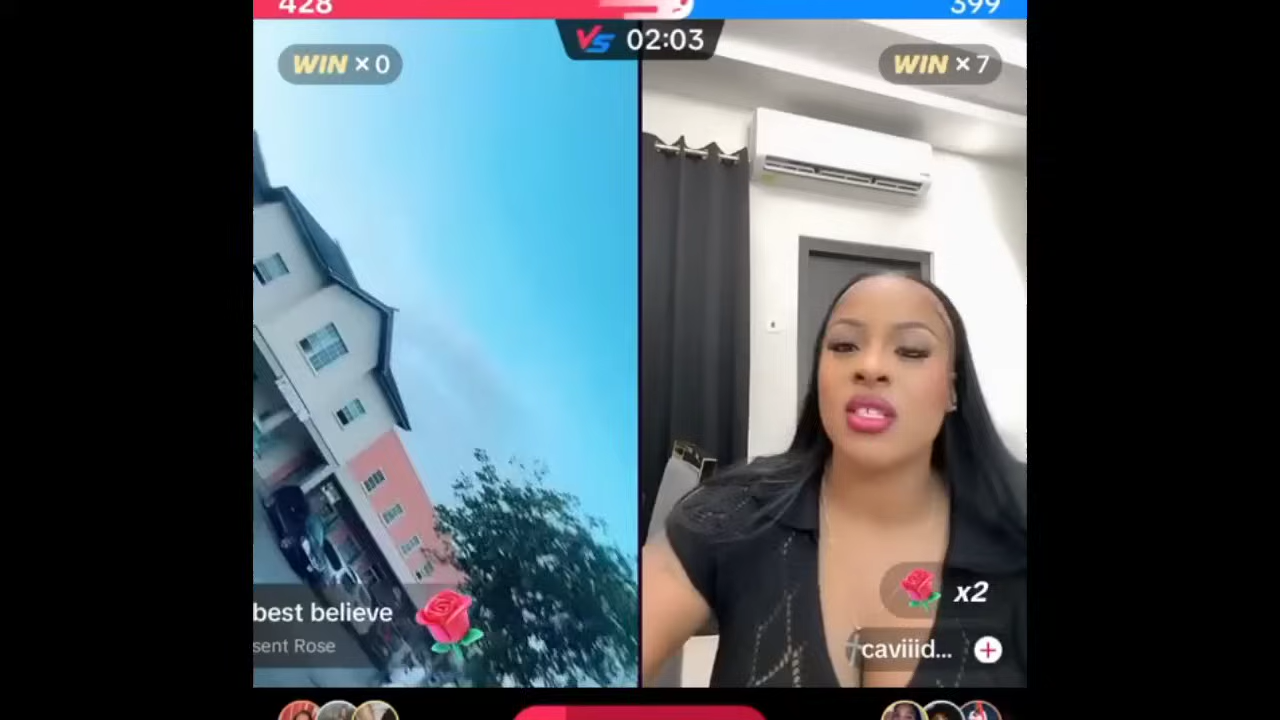 428
399
VS 02:03
WIN × 0
WIN × 7
best believe
sent Rose
x2
caviiid...